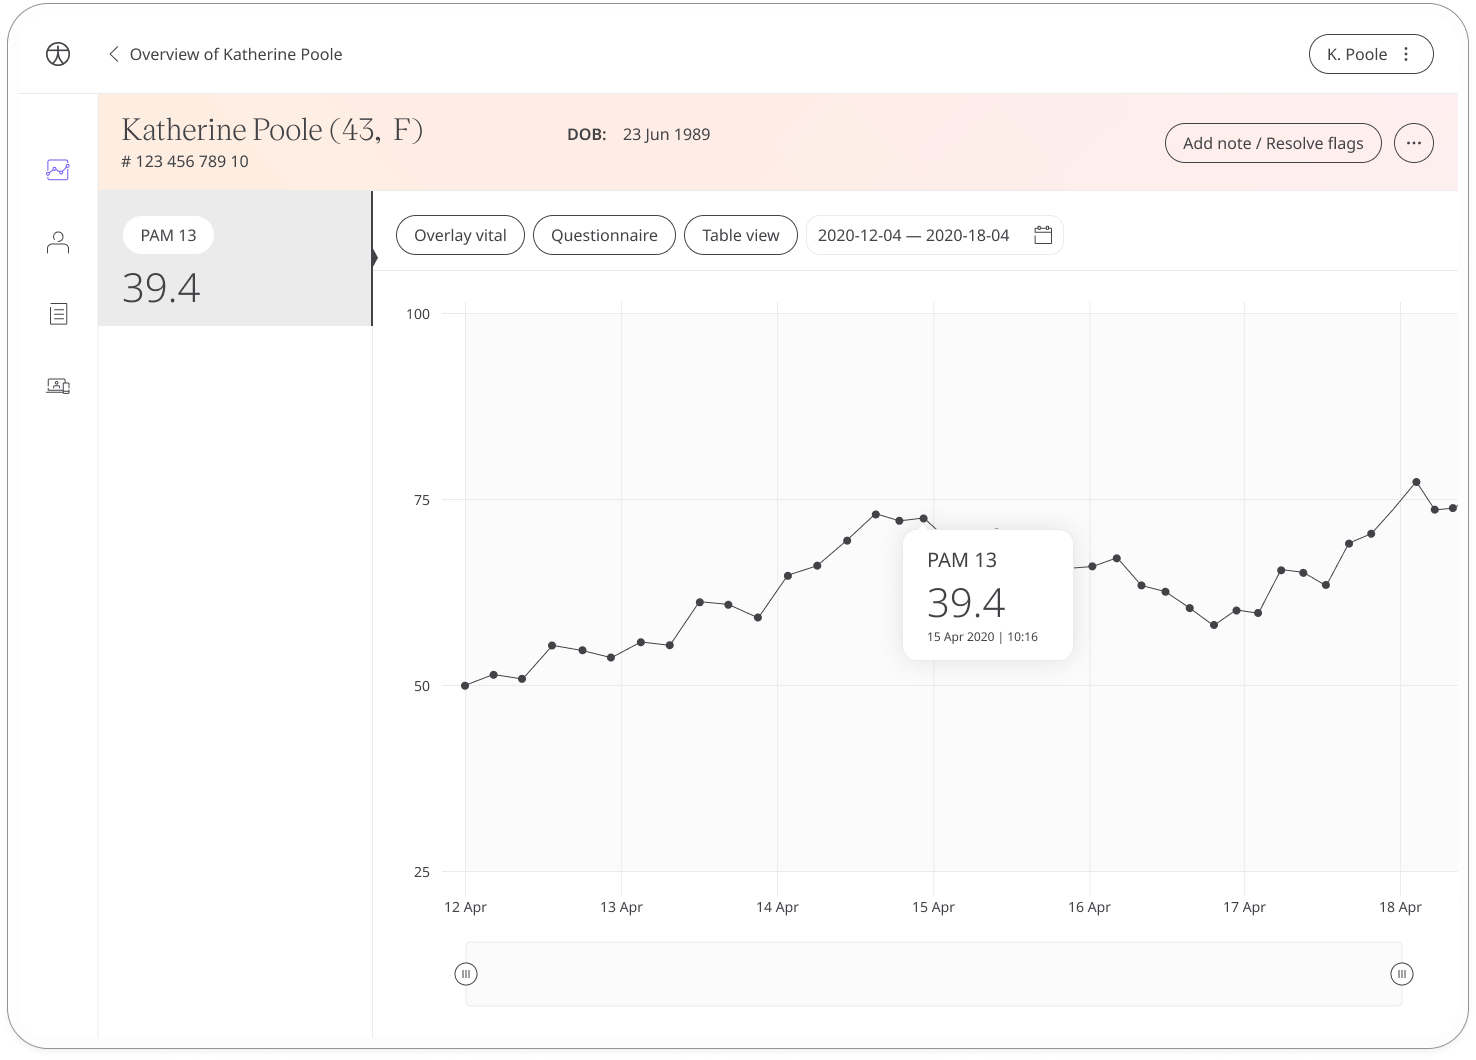 Overview of Katherine Poole
K. Poole
Katherine Poole (43, F)
# 123 456 789 10
DOB: 23 Jun 1989
Add note / Resolve flags
PAM 13
39.4
Overlay vital
Questionnaire
Table view
2020-12-04 — 2020-18-04
100
75
50
25
PAM 13
39.4
15 Apr 2020 | 10:16
12 Apr
13 Apr
14 Apr
15 Apr
16 Apr
17 Apr
18 Apr